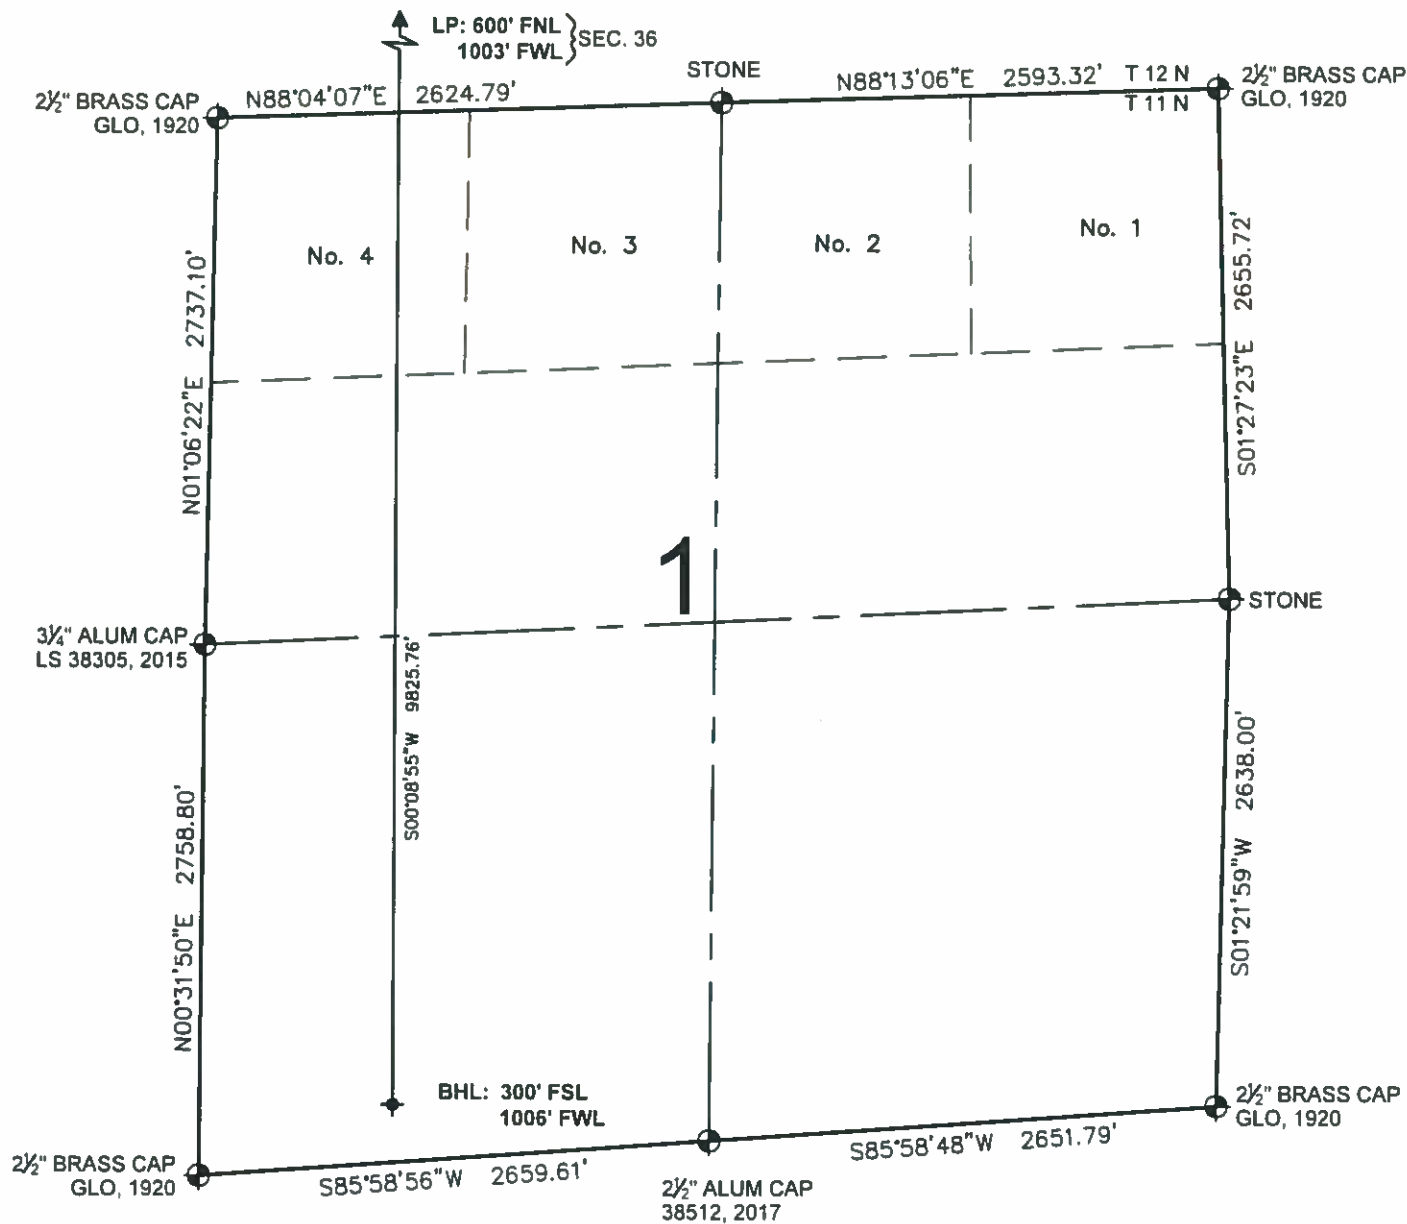 LP: 600' FNL
1003' FWL
SEC. 36
STONE
2½" BRASS CAP
GLO, 1920
N88°04'07"E 2624.79'
N88°13'06"E 2593.32'
T 12 N
T 11 N
2½" BRASS CAP
GLO, 1920
No. 4
No. 3
No. 2
No. 1
N01°06'22"E 2737.10'
S01°27'23"E 2655.72'
1
STONE
3¼" ALUM CAP
LS 38305, 2015
S00°08'55"W 9825.76'
N00°31'50"E 2758.80'
S01°21'59"W 2638.00'
BHL: 300' FSL
1006' FWL
2½" BRASS CAP
GLO, 1920
2½" BRASS CAP
GLO, 1920
S85°58'56"W 2659.61'
S85°58'48"W 2651.79'
2½" ALUM CAP
38512, 2017